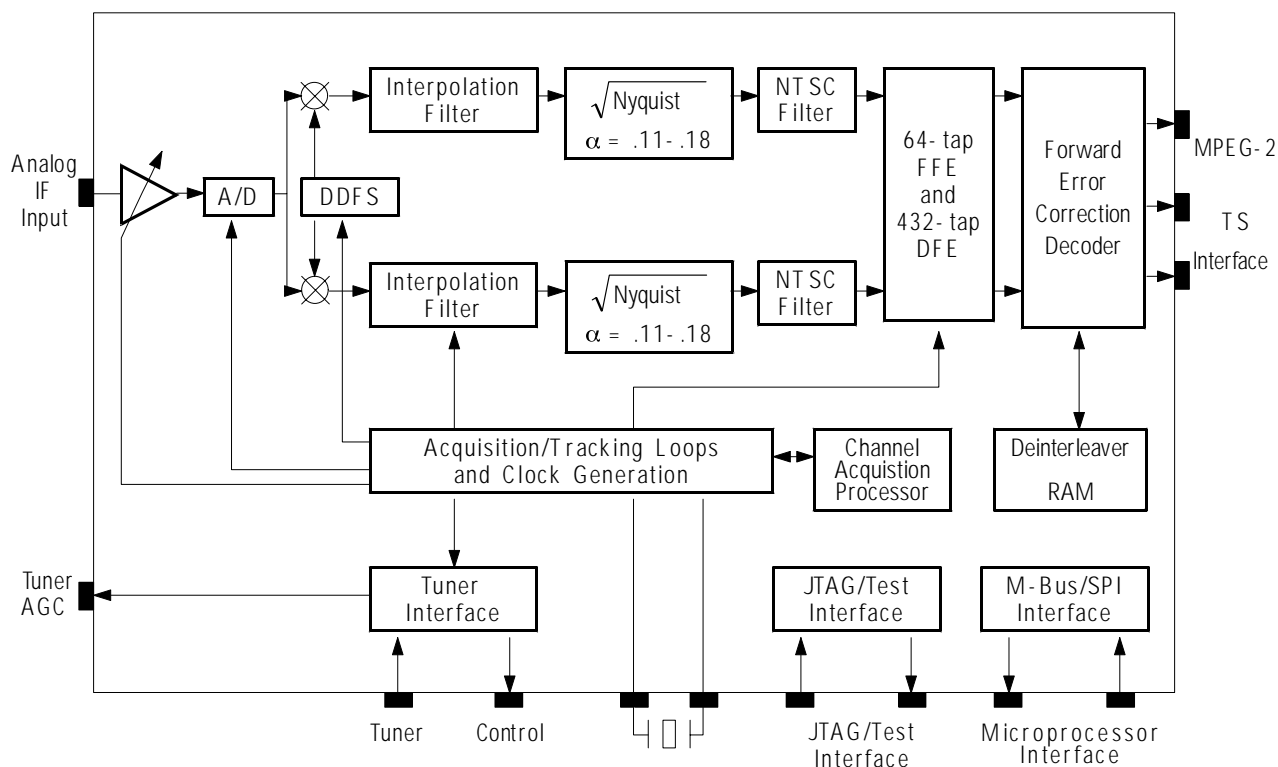 Interpolation
Filter
√Nyquist
α = .11-.18
NTSC
Filter
64-tap
FFE
and
432-tap
DFE
Forward
Error
Correction
Decoder
MPEG-2
TS
Interface
Analog
IF
Input
A/D
DDFS
Interpolation
Filter
√Nyquist
α = .11-.18
NTSC
Filter
Acquisition/Tracking Loops
and Clock Generation
Channel
Acquistion
Processor
Deinterleaver
RAM
Tuner
AGC
Tuner
Interface
JTAG/Test
Interface
M-Bus/SPI
Interface
Tuner
Control
JTAG/Test
Interface
Microprocessor
Interface